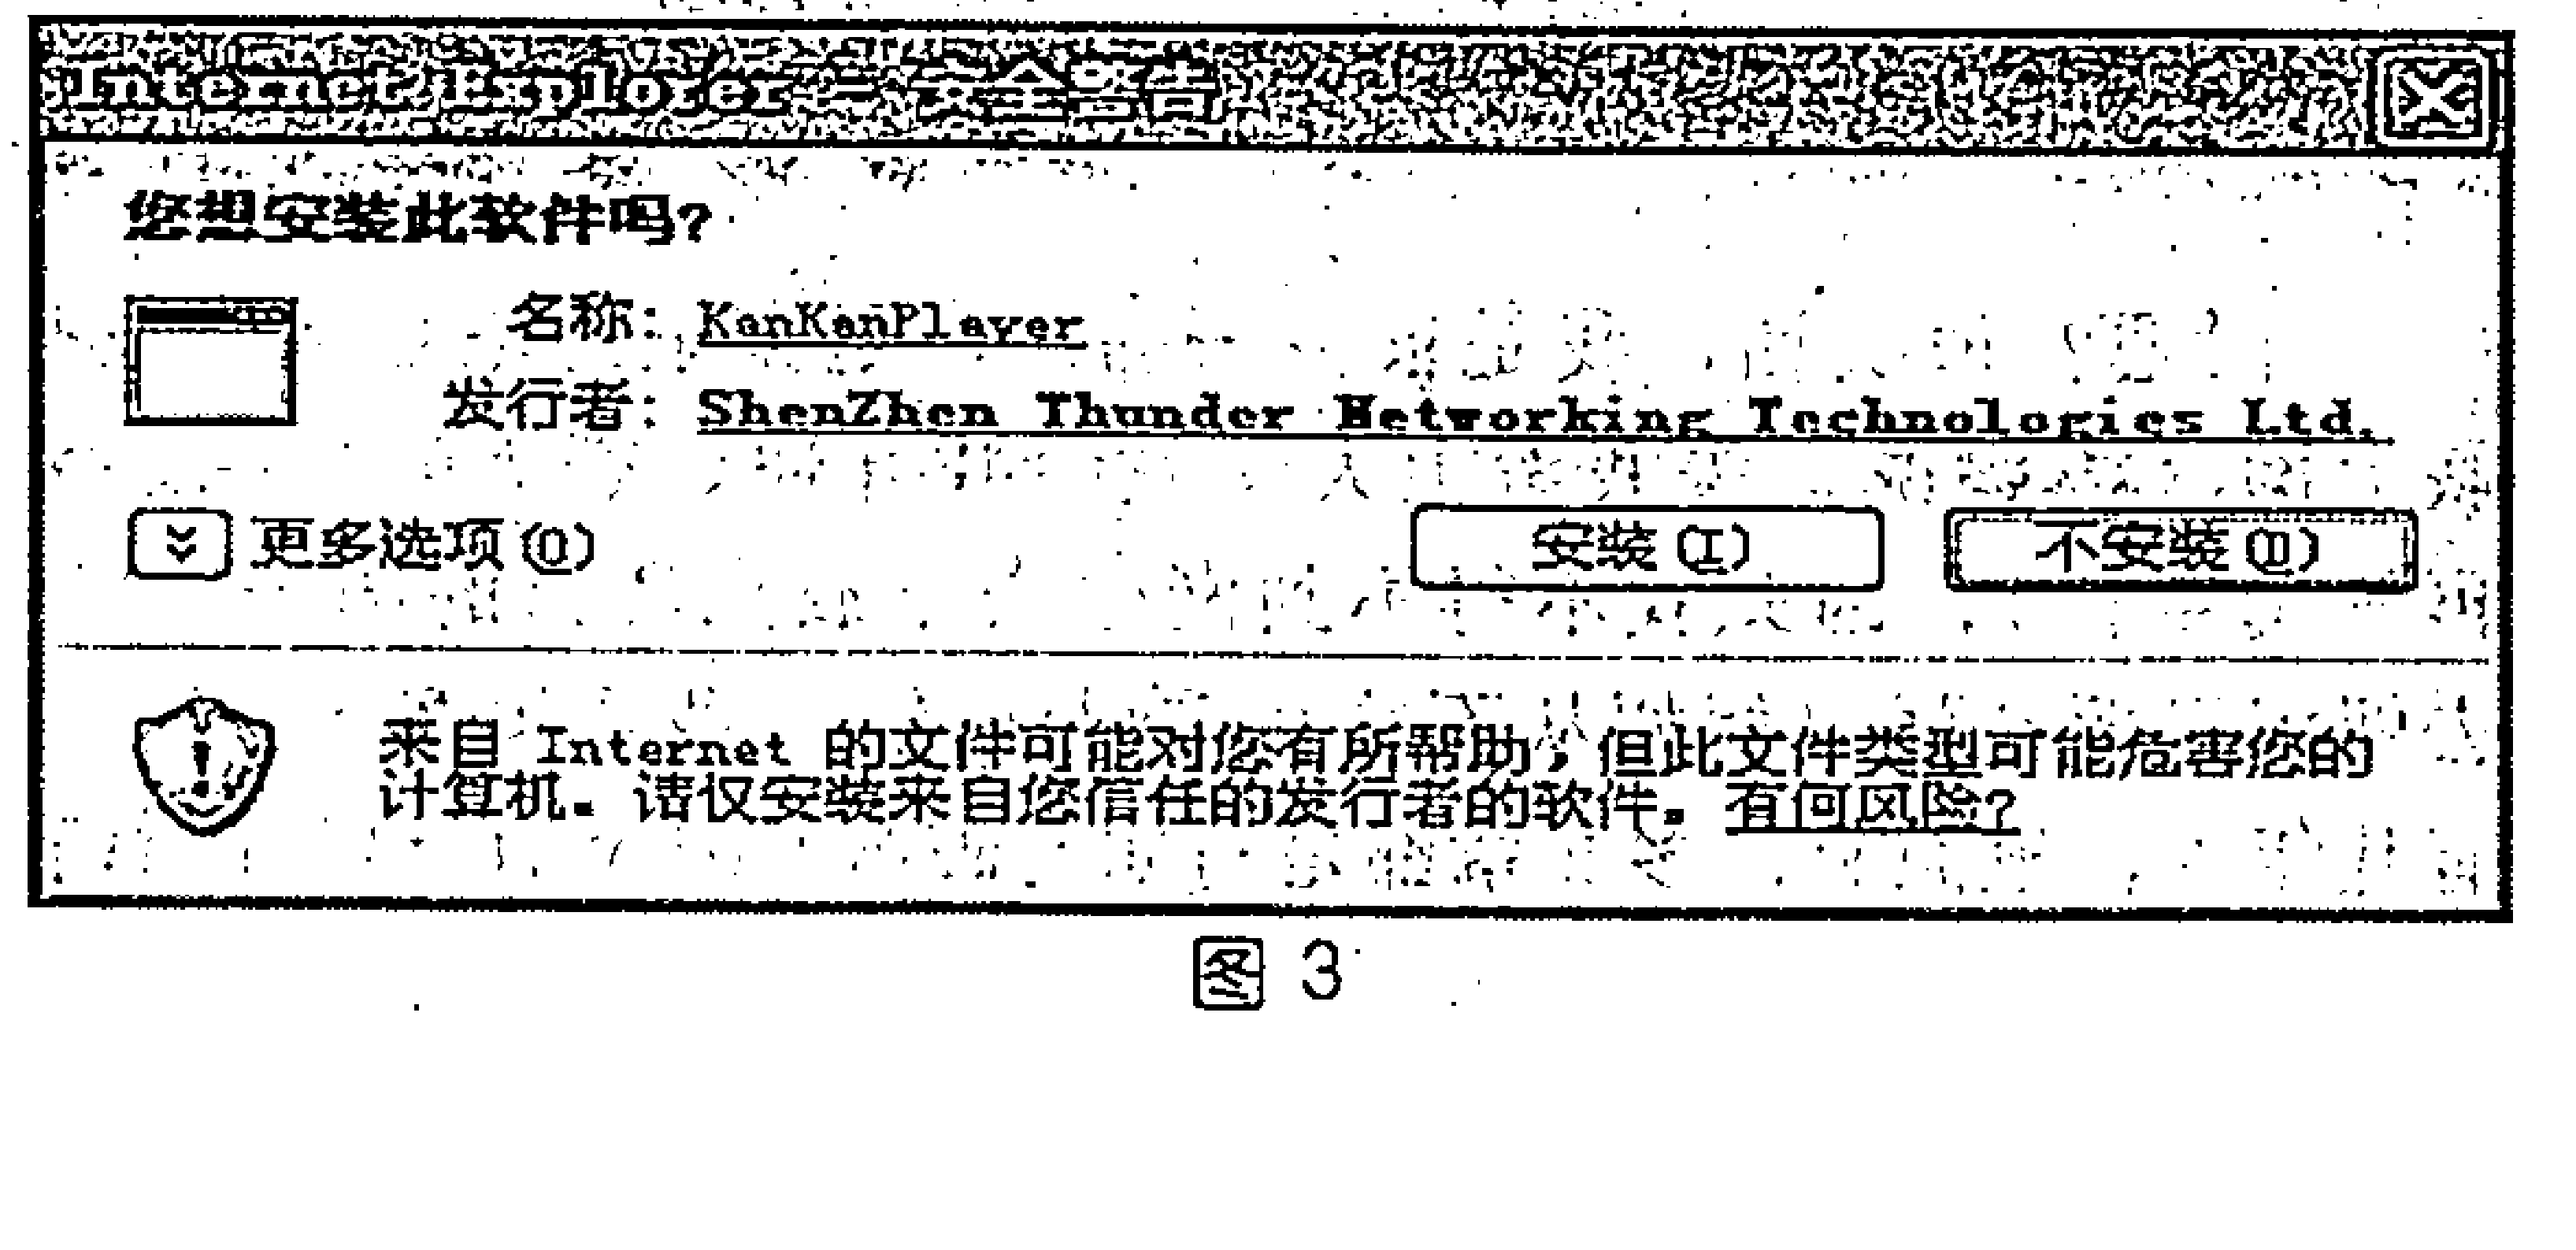 Internet Explorer - 安全警告
您想安装此软件吗?
名称: KanKanPlayer
发行者: ShenZhen Thunder Networking Technologies Ltd.
更多选项(O)
安装(I)
不安装(D)
来自 Internet 的文件可能对您有所帮助，但此文件类型可能危害您的
计算机。请仅安装来自您信任的发行者的软件。有何风险?
图 3